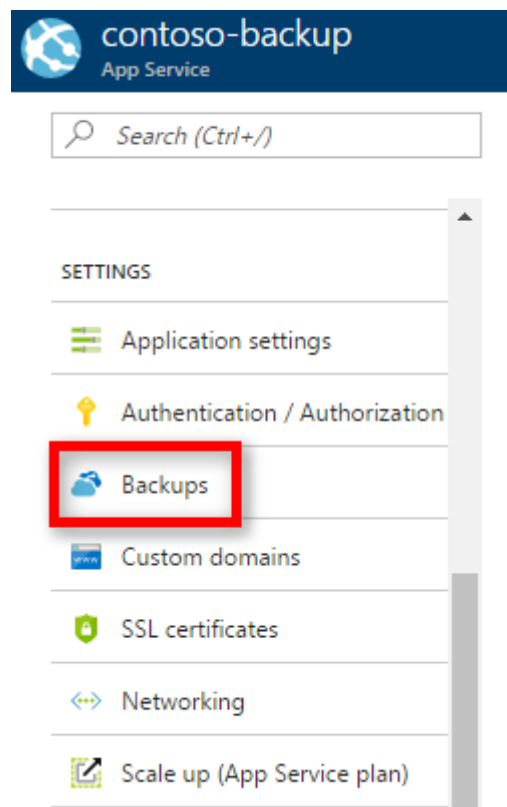 contoso-backup
App Service
Search (Ctrl+/)
SETTINGS
Application settings
Authentication / Authorization
Backups
www
Custom domains
SSL certificates
Networking
Scale up (App Service plan)